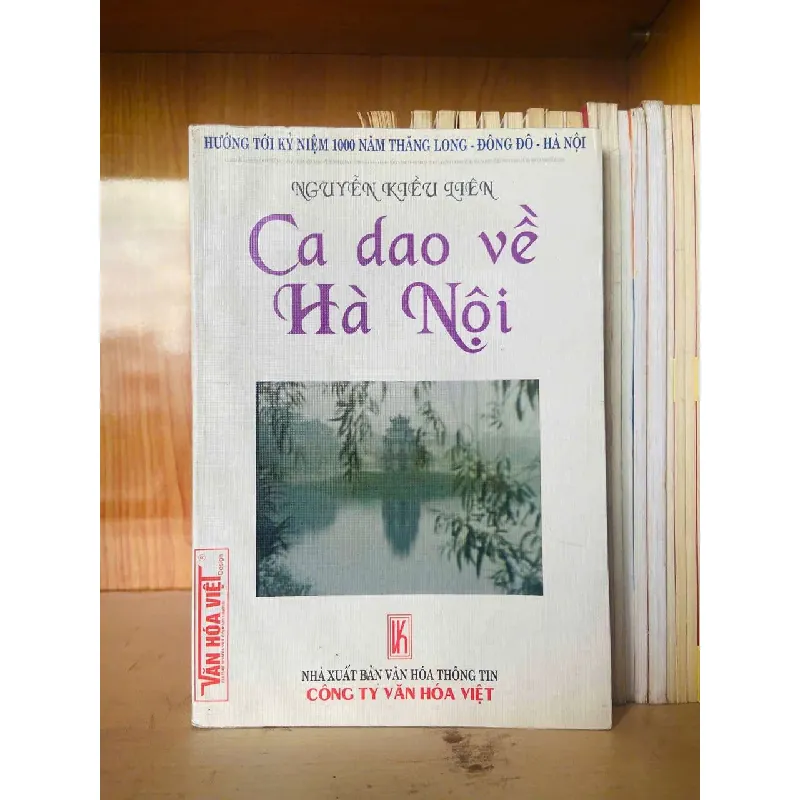 HƯỚNG TỚI KỶ NIỆM 1000 NĂM THĂNG LONG - ĐÔNG ĐÔ - HÀ NỘI
NGUYỄN KIỀU LIÊN
Ca dao về
Hà Nội
VĂN HÓA VIỆT
Design
NHÀ XUẤT BẢN VĂN HÓA THÔNG TIN
CÔNG TY VĂN HÓA VIỆT